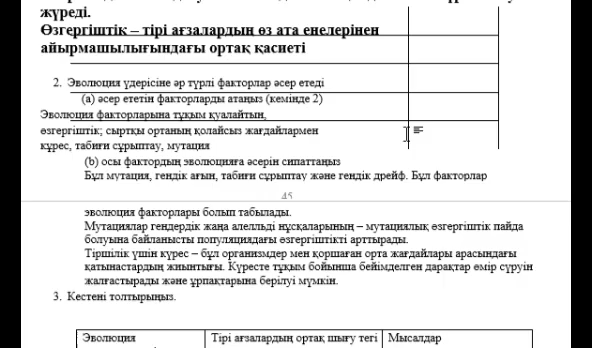 жүреді.
Өзгергіштік – тірі ағзалардың өз ата енелерінен
айырмашылығындағы ортақ қасиеті
2. Эволюция үдерісіне әр түрлі факторлар әсер етеді
(a) әсер ететін факторларды атаңыз (кемінде 2)
Эволюция факторларына тұқым қуалайтын,
өзгергіштік; сыртқы ортаның қолайсыз жағдайлармен
күрес, табиғи сұрыптау, мутация
(b) осы фактордың эволюцияға әсерін сипаттаңыз
Бұл мутация, гендік ағын, табиғи сұрыптау және гендік дрейф. Бұл факторлар
45
эволюция факторлары болып табылады.
Мутациялар гендердік жаңа алеллді нұсқаларының – мутациялық өзгергіштік пайда
болуына байланысты популяциядағы өзгергіштікті арттырады.
Тіршілік үшін күрес – бұл организмдер мен қоршаған орта жағдайлары арасындағы
қатынастардың жиынтығы. Күресте тұқым бойынша бейімделген дарақтар өмір сүруін
жалғастырады және ұрпақтарына берілуі мүмкін.
3. Кестені толтырыңыз.
Эволюция Тірі ағзалардың ортақ шығу тегі Мысалдар